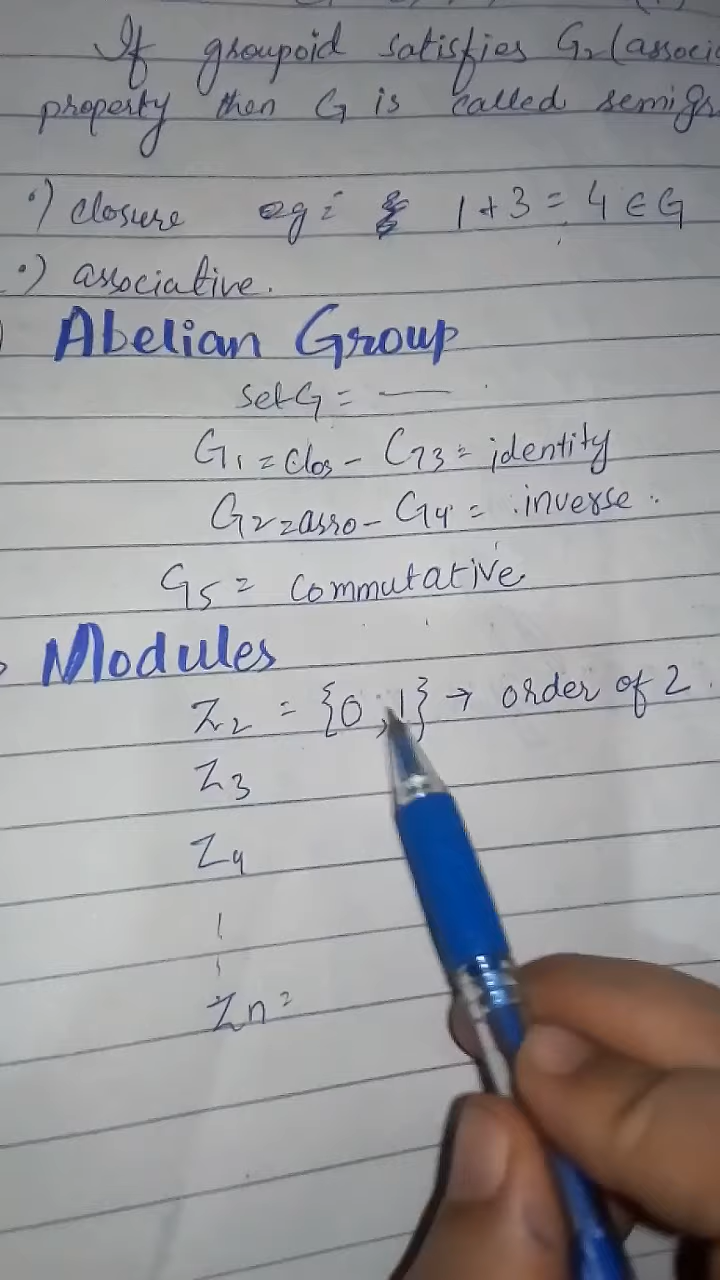 If groupoid satisfies G2 (associ
property then G is called semigr
•) closure eg: 1 + 3 = 4 ∈ G
•) associative.
Abelian Group
set G = —
G1 = clos – G3 = identity
G2 = asso – G4 = inverse.
G5 = commutative
Modules
Z2 = {0, 1} → order of 2.
Z3
Z4
Zn =